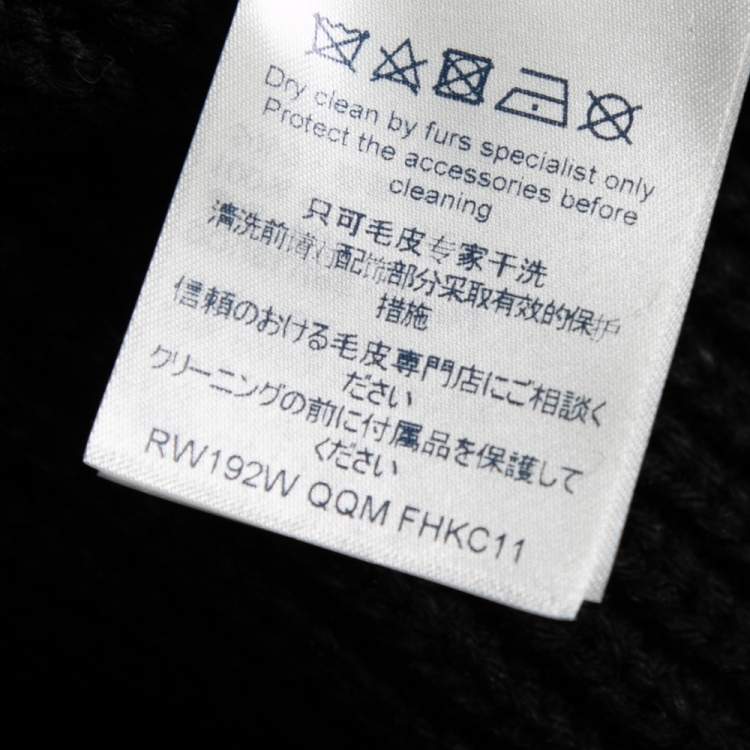 Dry clean by furs specialist only
Protect the accessories before
cleaning
只可毛皮专家干洗
清洗前请对配饰部分采取有效的保护
措施
信頼のおける毛皮専門店にご相談く
ださい
クリーニングの前に付属品を保護して
ください
RW192W QQM FHKC11